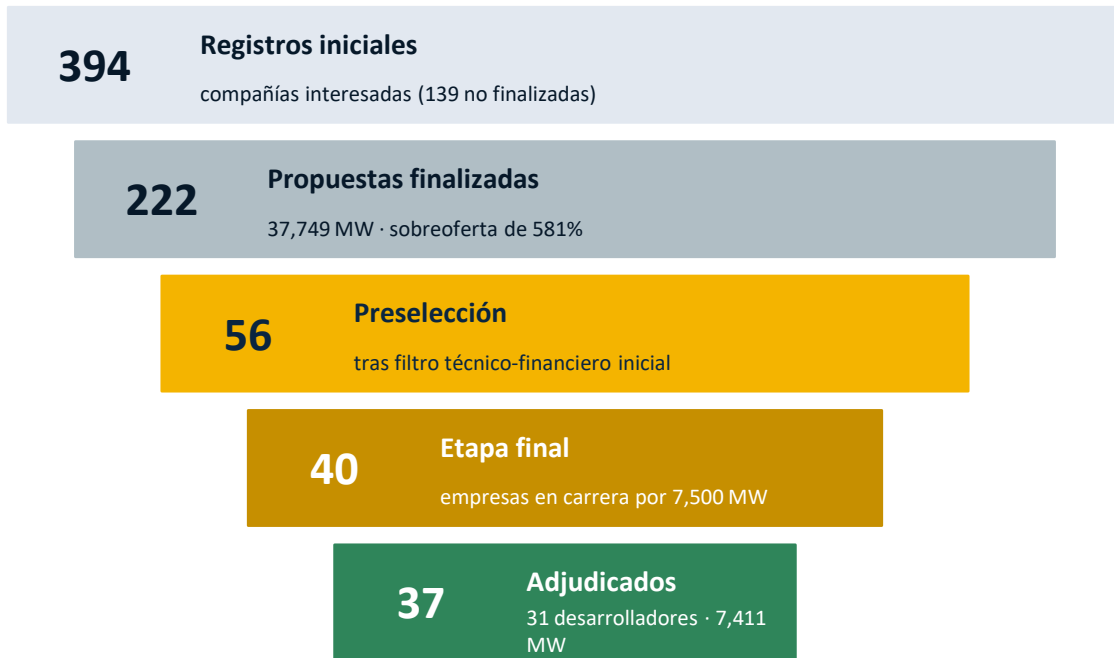 394
Registros iniciales
compañías interesadas (139 no finalizadas)
222
Propuestas finalizadas
37,749 MW · sobreoferta de 581%
56
Preselección
tras filtro técnico-financiero inicial
40
Etapa final
empresas en carrera por 7,500 MW
37
Adjudicados
31 desarrolladores · 7,411
MW